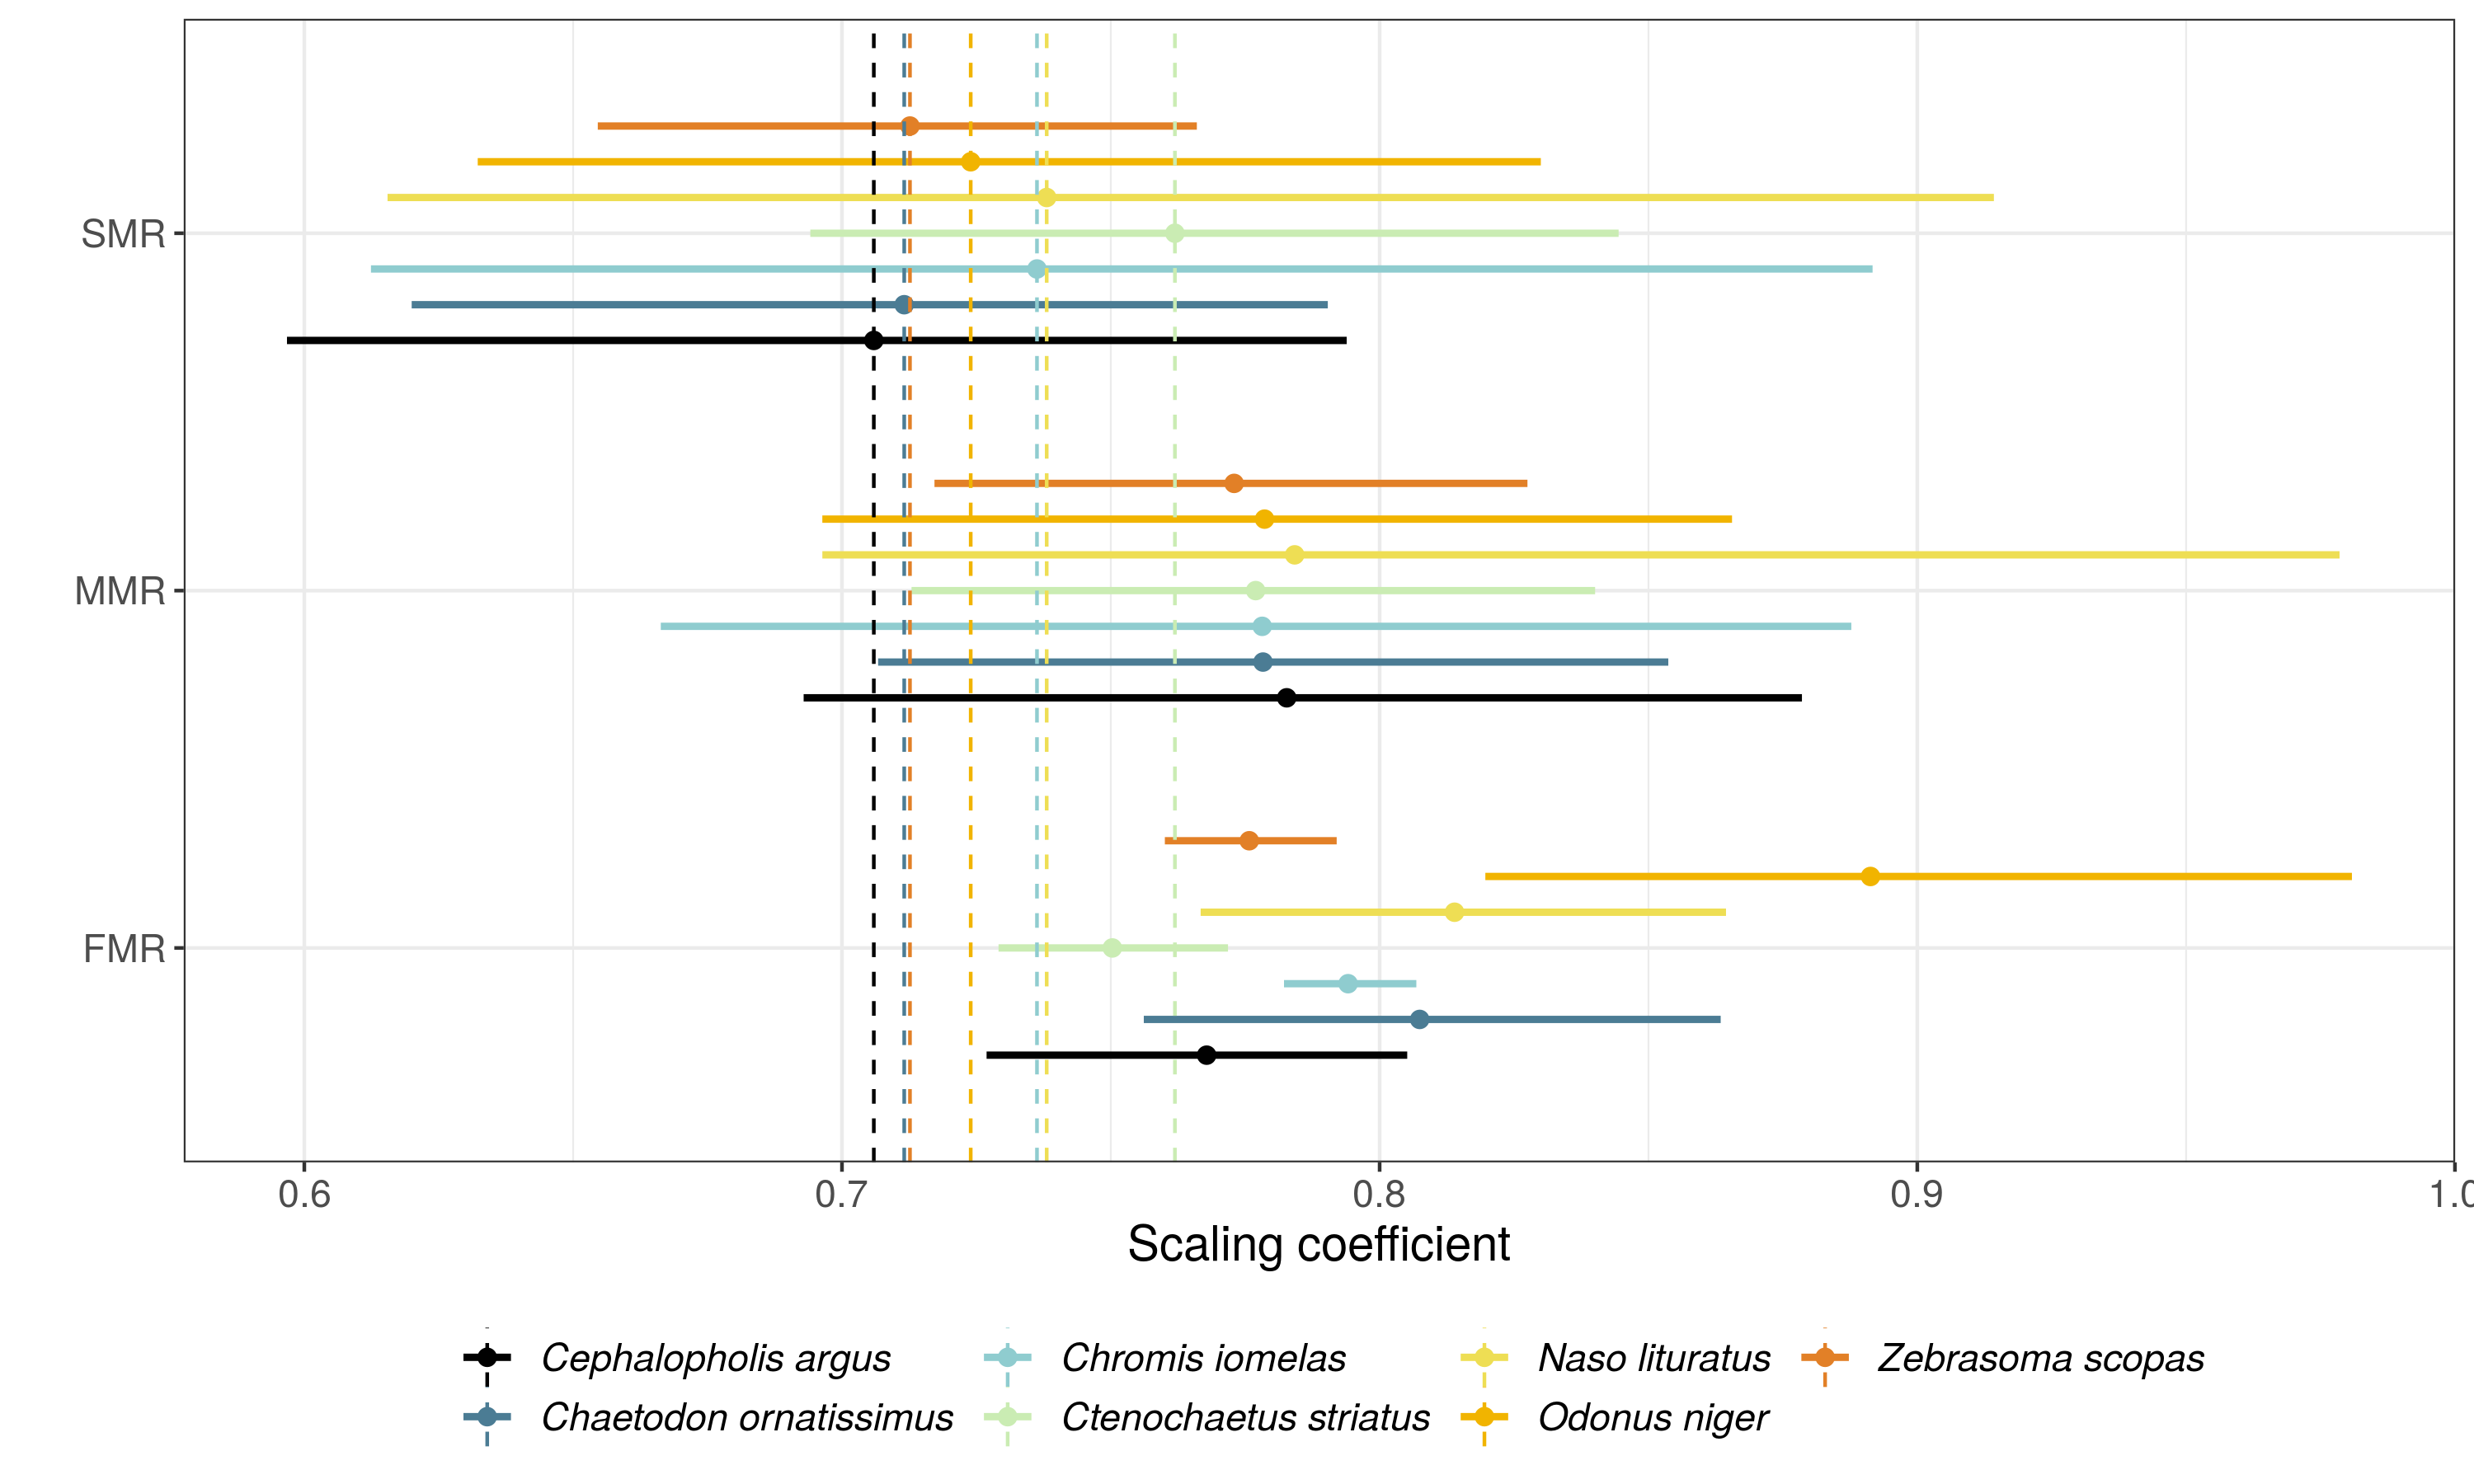 SMR
MMR
FMR
0.6 0.7 0.8 0.9 1.0
Scaling coefficient
Cephalopholis argus Chromis iomelas Naso lituratus Zebrasoma scopas
Chaetodon ornatissimus Ctenochaetus striatus Odonus niger